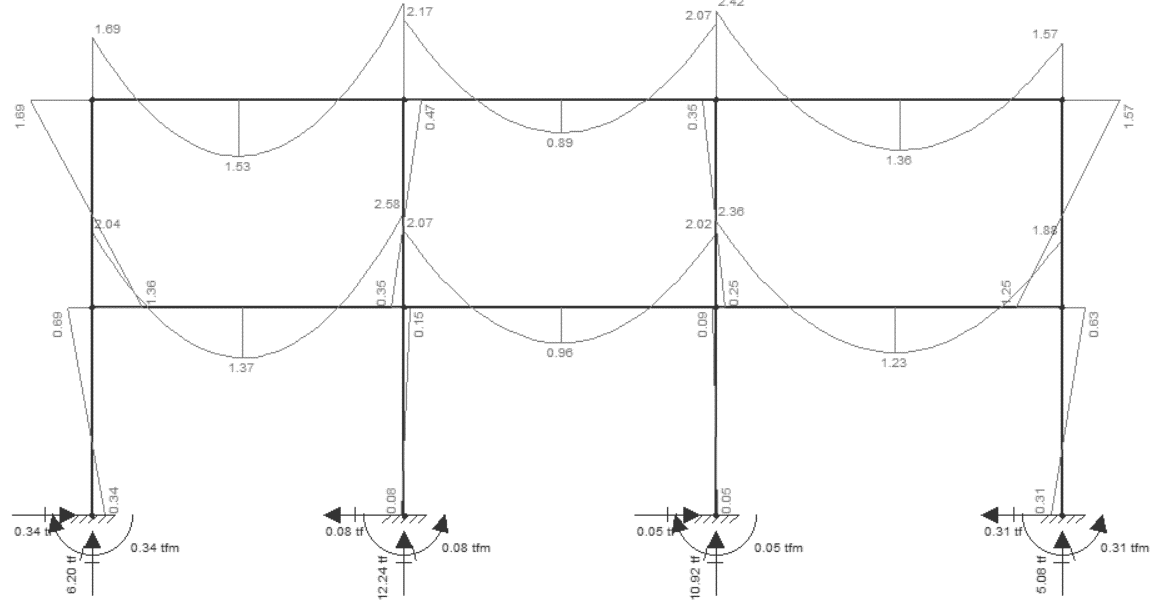 2.42
2.17
2.07
1.69
1.57
1.69
0.47
0.35
1.57
1.53
0.89
1.36
2.58
2.36
2.04
2.07
2.02
1.88
1.36
0.35
0.25
1.25
0.69
0.15
0.09
0.63
1.37
0.96
1.23
0.34
0.08
0.05
0.31
0.34 tf
0.34 tfm
0.08 tf
0.08 tfm
0.05 tf
0.05 tfm
0.31 tf
0.31 tfm
6.20 tf
12.24 tf
10.92 tf
5.08 tf